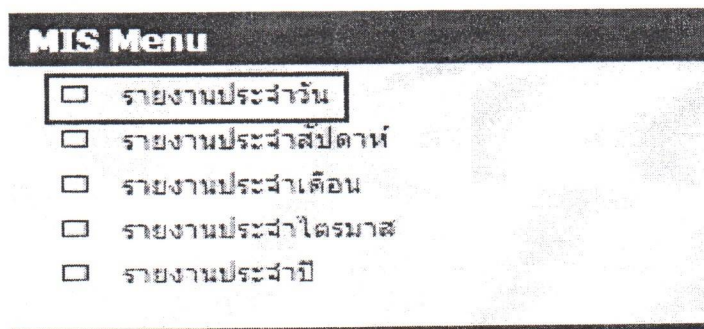 MIS Menu
รายงานประจำวัน
รายงานประจำสัปดาห์
รายงานประจำเดือน
รายงานประจำไตรมาส
รายงานประจำปี